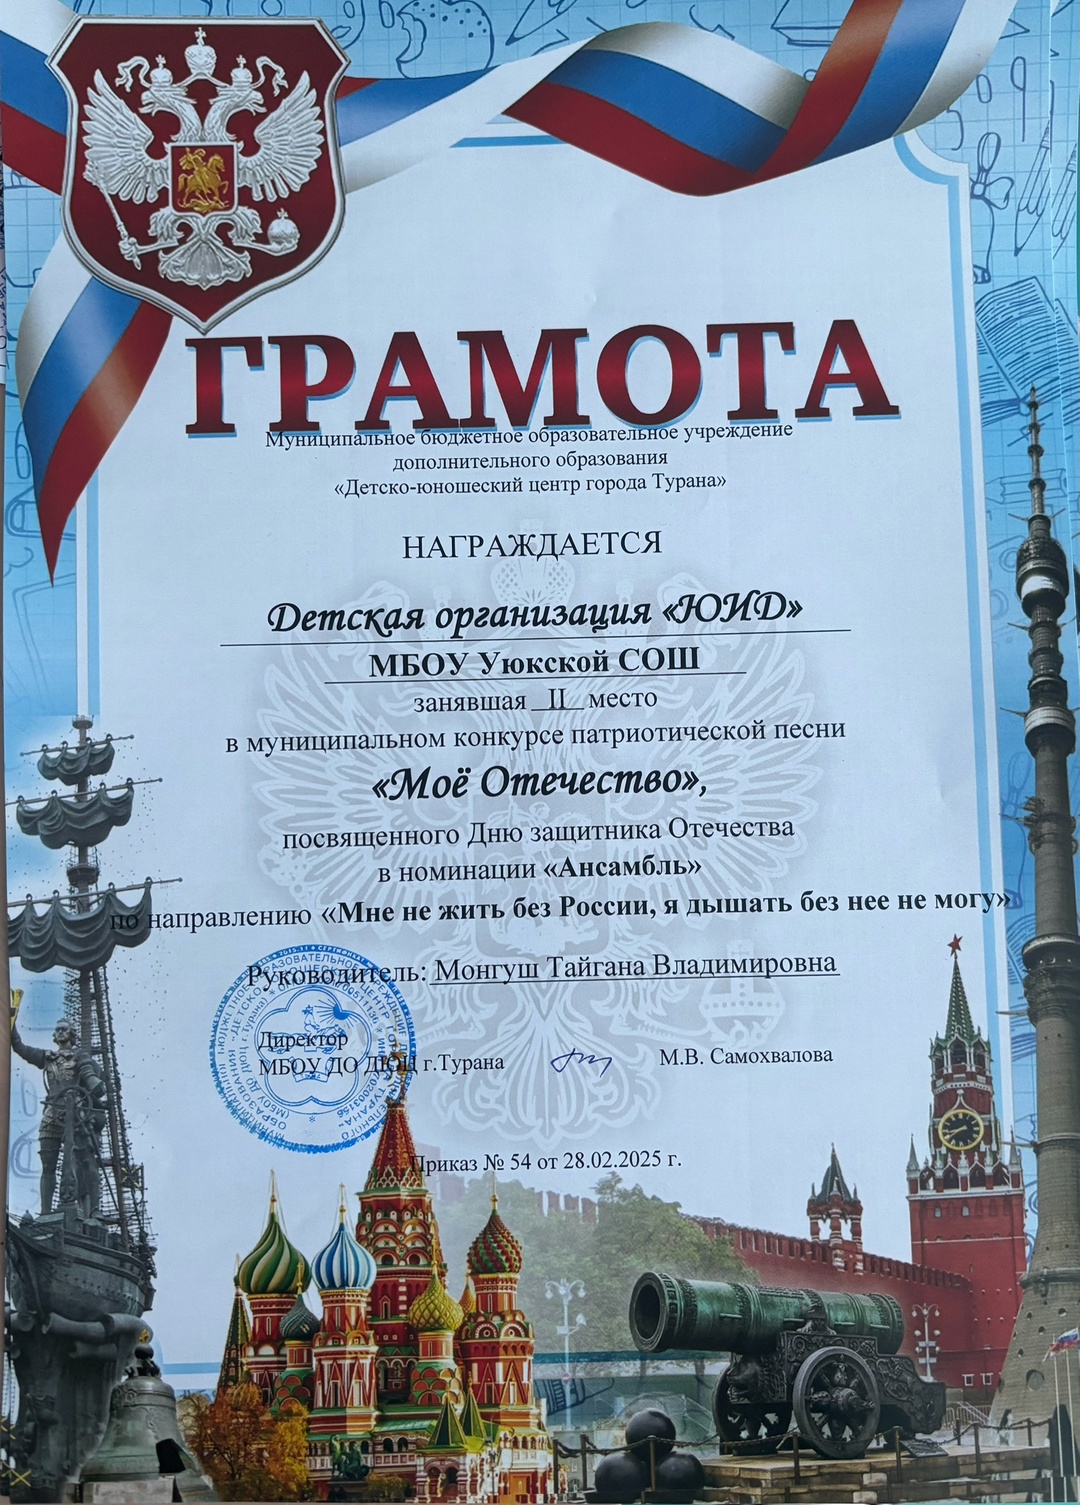 ГРАМОТА
Муниципальное бюджетное образовательное учреждение
дополнительного образования
«Детско-юношеский центр города Турана»
НАГРАЖДАЕТСЯ
Детская организация «ЮИД»
МБОУ Уюкской СОШ
занявшая II место
в муниципальном конкурсе патриотической песни
«Моё Отечество»,
посвященного Дню защитника Отечества
в номинации «Ансамбль»
по направлению «Мне не жить без России, я дышать без нее не могу»
Руководитель: Монгуш Тайгана Владимировна
Директор
МБОУ ДО ДЮЦ г.Турана М.В. Самохвалова
Приказ № 54 от 28.02.2025 г.